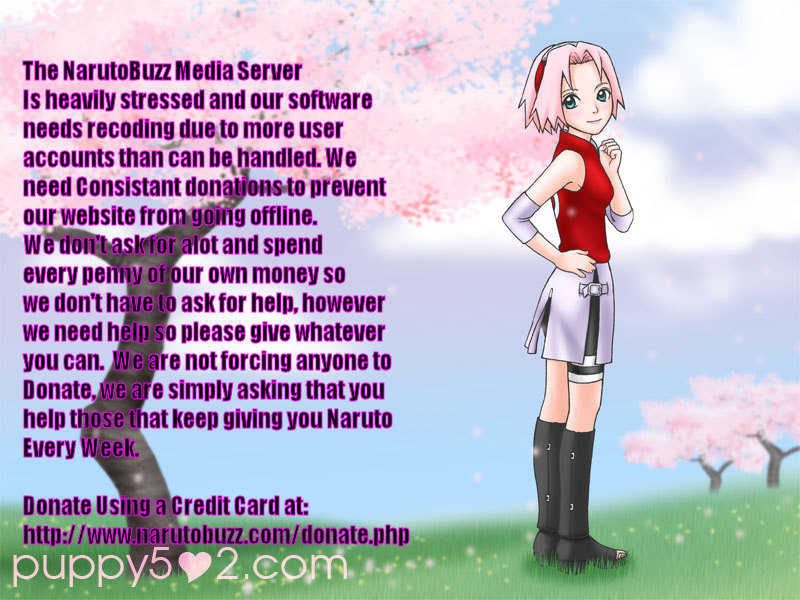 The NarutoBuzz Media Server
Is heavily stressed and our software
needs recoding due to more user
accounts than can be handled. We
need Consistant donations to prevent
our website from going offline.
We don't ask for alot and spend
every penny of our own money so
we don't have to ask for help, however
we need help so please give whatever
you can. We are not forcing anyone to
Donate, we are simply asking that you
help those that keep giving you Naruto
Every Week.
Donate Using a Credit Card at:
http://www.narutobuzz.com/donate.php
puppy5♥2.com